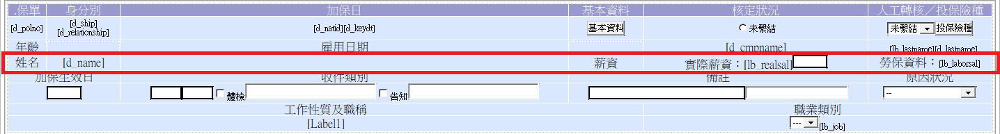 .保單 身分別 加保日 基本資料 核定狀況 人工轉核／投保險種
[d_polno] [d_ship] [d_relationship] [d_natid][d_keydt] 基本資料 未繫結 未繫結 投保險種
年齡 雇用日期 [d_cmpname] [lb_lastname][d_lastname]
姓名 [d_name] 薪資 實際薪資：[lb_realsal] 勞保資料：[lb_laborsal]
加保生效日 收件類別 備註 原因狀況
體檢 告知 --
工作性質及職稱 職業類別
[Label1] --- [lb_job]